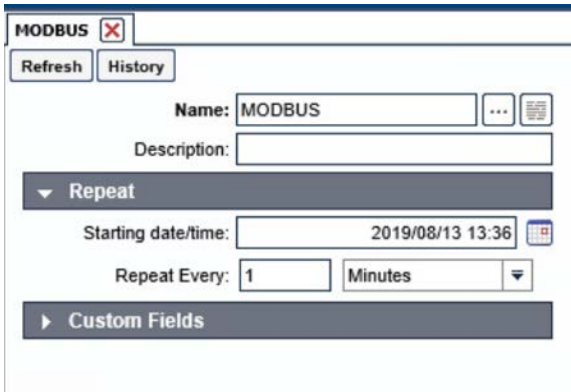 MODBUS
Refresh History
Name: MODBUS ...
Description:
Repeat
Starting date/time: 2019/08/13 13:36
Repeat Every: 1 Minutes
Custom Fields